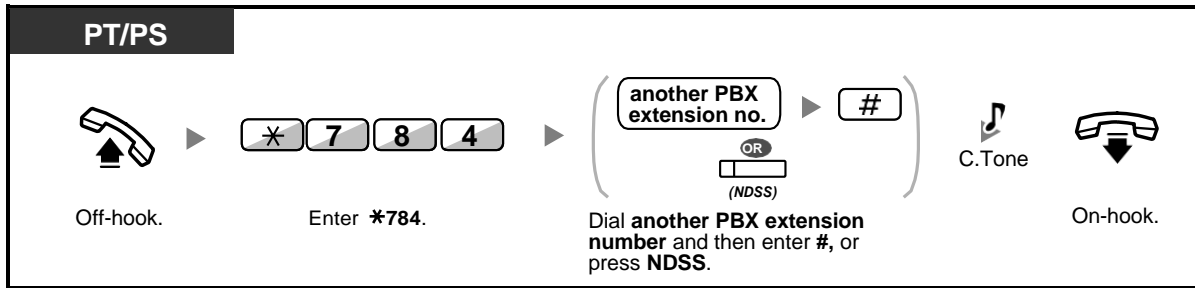 PT/PS
another PBX
extension no.
#
OR
(NDSS)
✳ 7 8 4
C.Tone
Off-hook.
Enter ✳784.
Dial another PBX extension
number and then enter #, or
press NDSS.
On-hook.